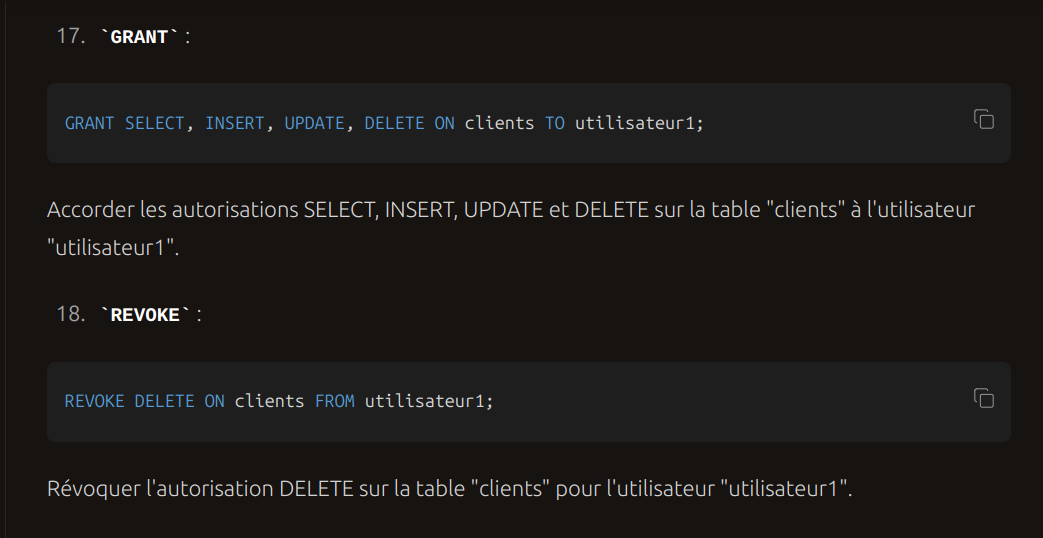 17. `GRANT` :
GRANT SELECT, INSERT, UPDATE, DELETE ON clients TO utilisateur1;
Accorder les autorisations SELECT, INSERT, UPDATE et DELETE sur la table "clients" à l'utilisateur
"utilisateur1".
18. `REVOKE` :
REVOKE DELETE ON clients FROM utilisateur1;
Révoquer l'autorisation DELETE sur la table "clients" pour l'utilisateur "utilisateur1".